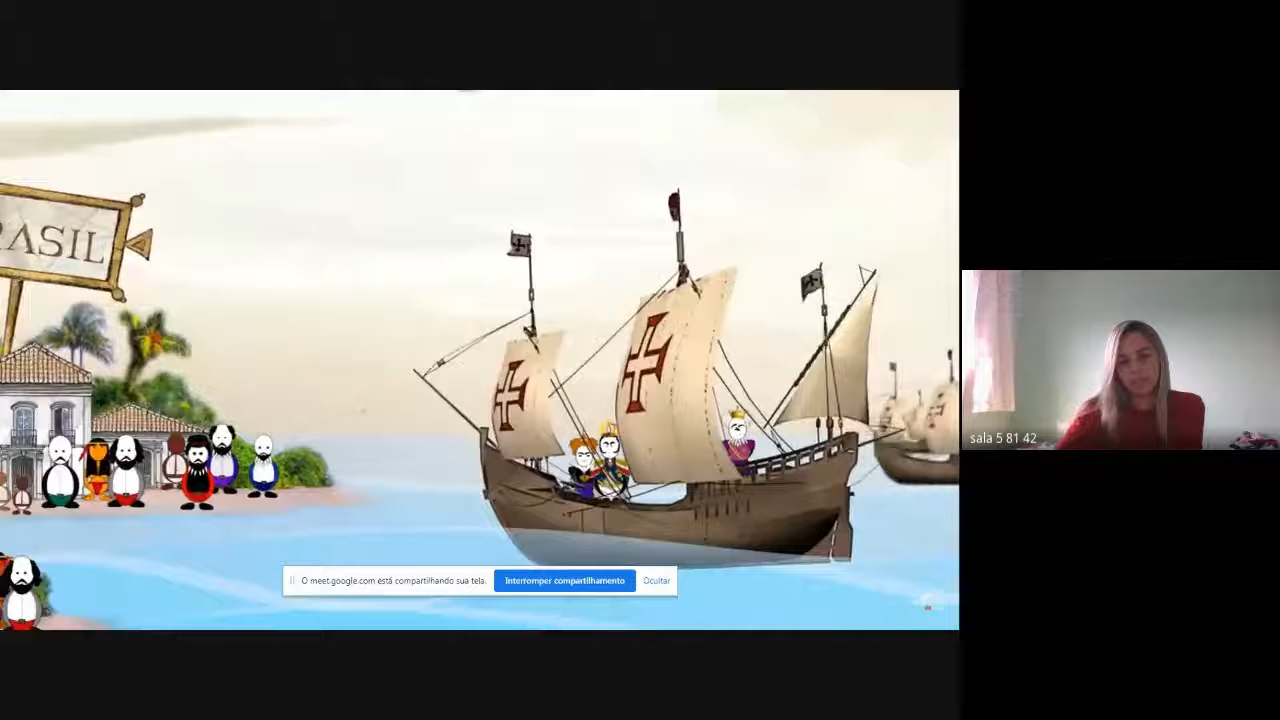 RASIL
sala 5 81 42
O meet.google.com está compartilhando sua tela.
Interromper compartilhamento
Ocultar